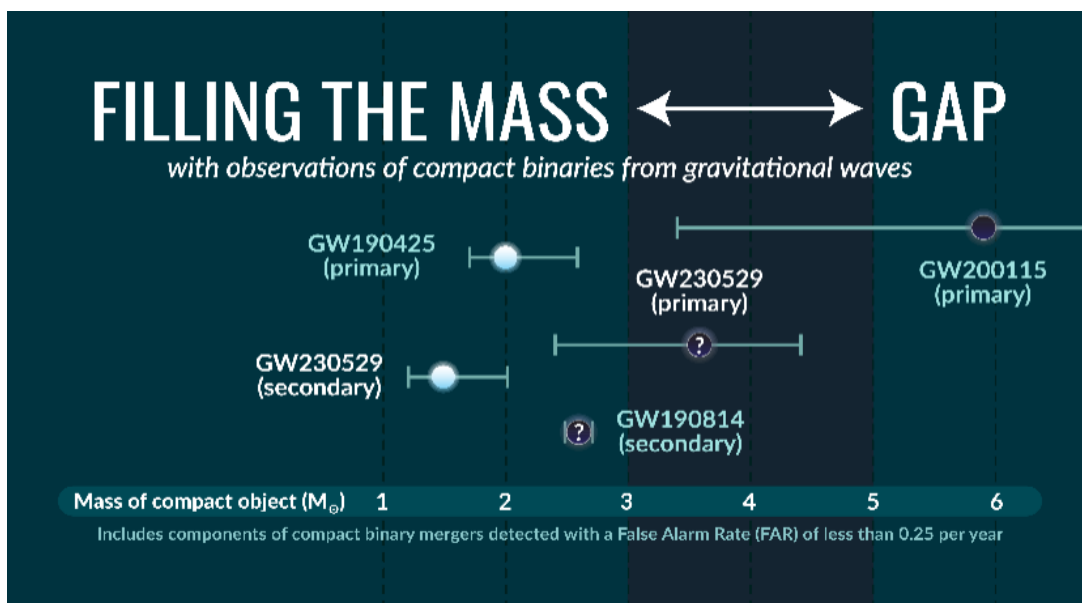 FILLING THE MASS GAP
with observations of compact binaries from gravitational waves
GW190425
(primary)
GW200115
(primary)
GW230529
(primary)
?
GW230529
(secondary)
GW190814
(secondary)
?
Mass of compact object (M☉) 1 2 3 4 5 6
Includes components of compact binary mergers detected with a False Alarm Rate (FAR) of less than 0.25 per year